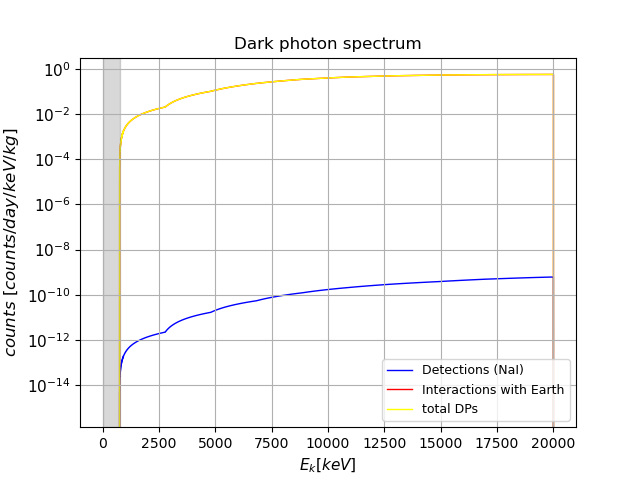 Dark photon spectrum
counts [counts/day/keV/kg]
10^0
10^−2
10^−4
10^−6
10^−8
10^−10
10^−12
10^−14
Detections (NaI)
Interactions with Earth
total DPs
0 2500 5000 7500 10000 12500 15000 17500 20000
E_k[keV]